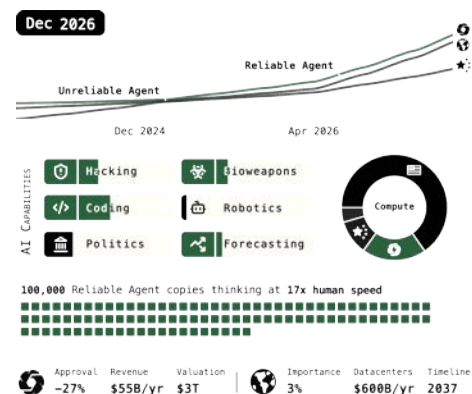 Dec 2026
Reliable Agent
Unreliable Agent
Dec 2024 Apr 2026
AI CAPABILITIES
Hacking Bioweapons
Coding Robotics
Politics Forecasting
Compute
100,000 Reliable Agent copies thinking at 17x human speed
Approval Revenue Valuation Importance Datacenters Timeline
-27% $55B/yr $3T 3% $600B/yr 2037